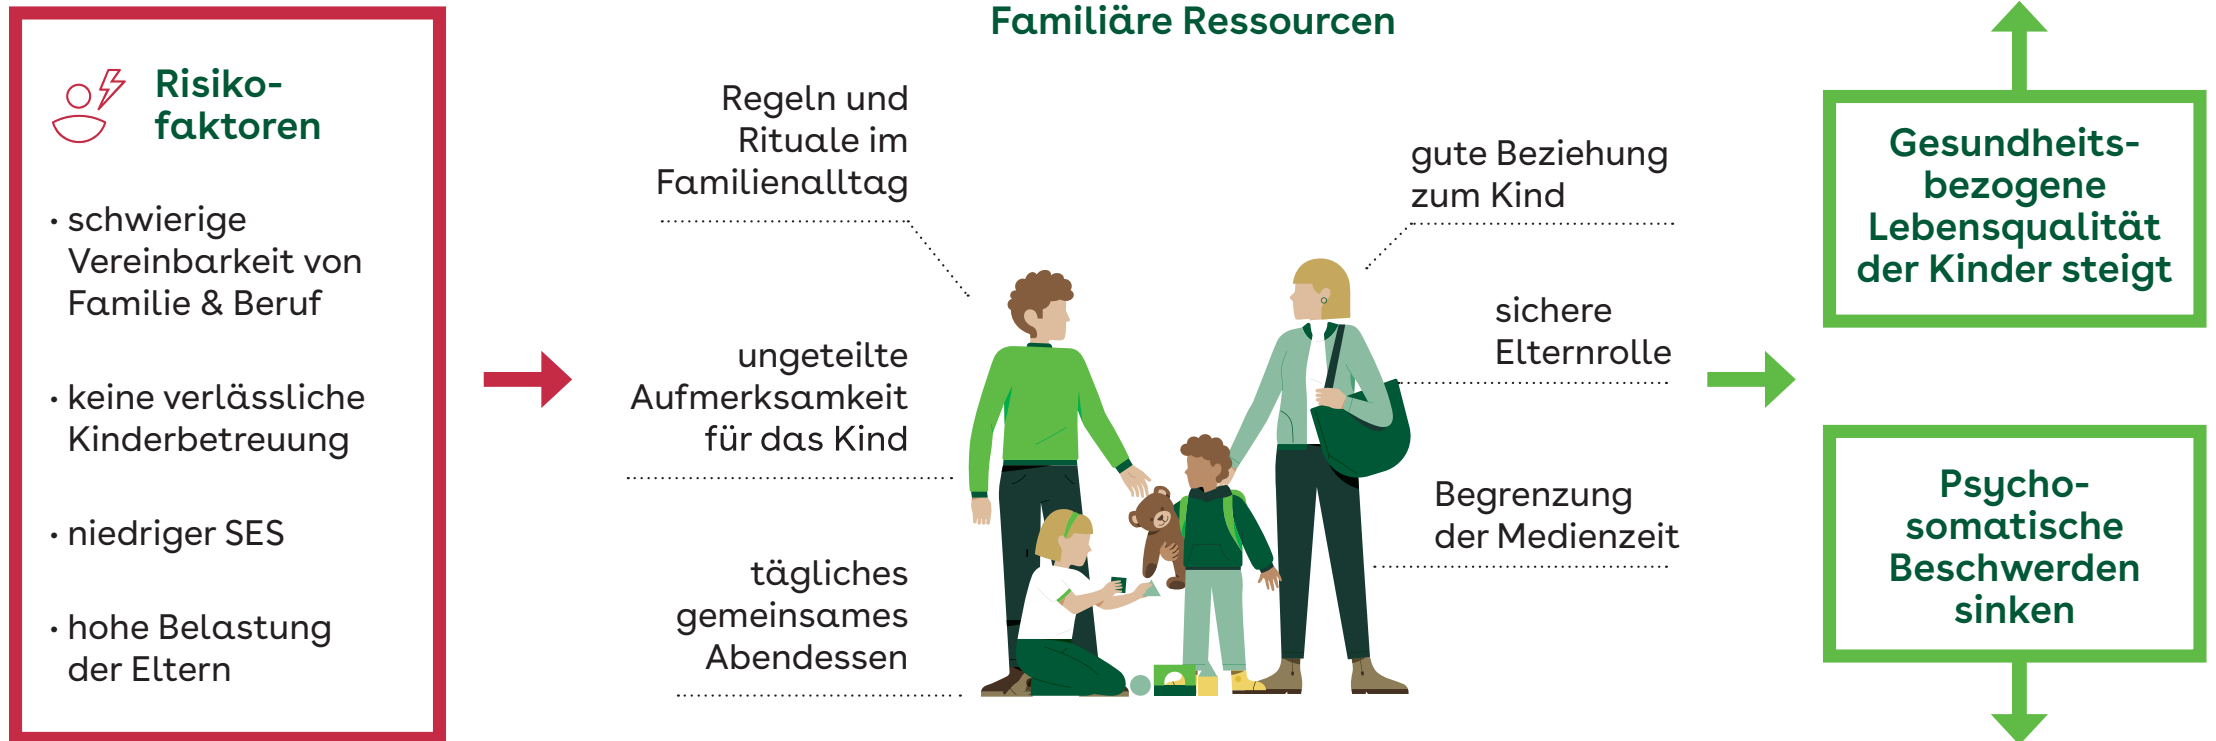 Risiko-
faktoren
· schwierige
Vereinbarkeit von
Familie & Beruf
· keine verlässliche
Kinderbetreuung
· niedriger SES
· hohe Belastung
der Eltern
Familiäre Ressourcen
Regeln und
Rituale im
Familienalltag
ungeteilte
Aufmerksamkeit
für das Kind
tägliches
gemeinsames
Abendessen
gute Beziehung
zum Kind
sichere
Elternrolle
Begrenzung
der Medienzeit
Gesundheits-
bezogene
Lebensqualität
der Kinder steigt
Psycho-
somatische
Beschwerden
sinken